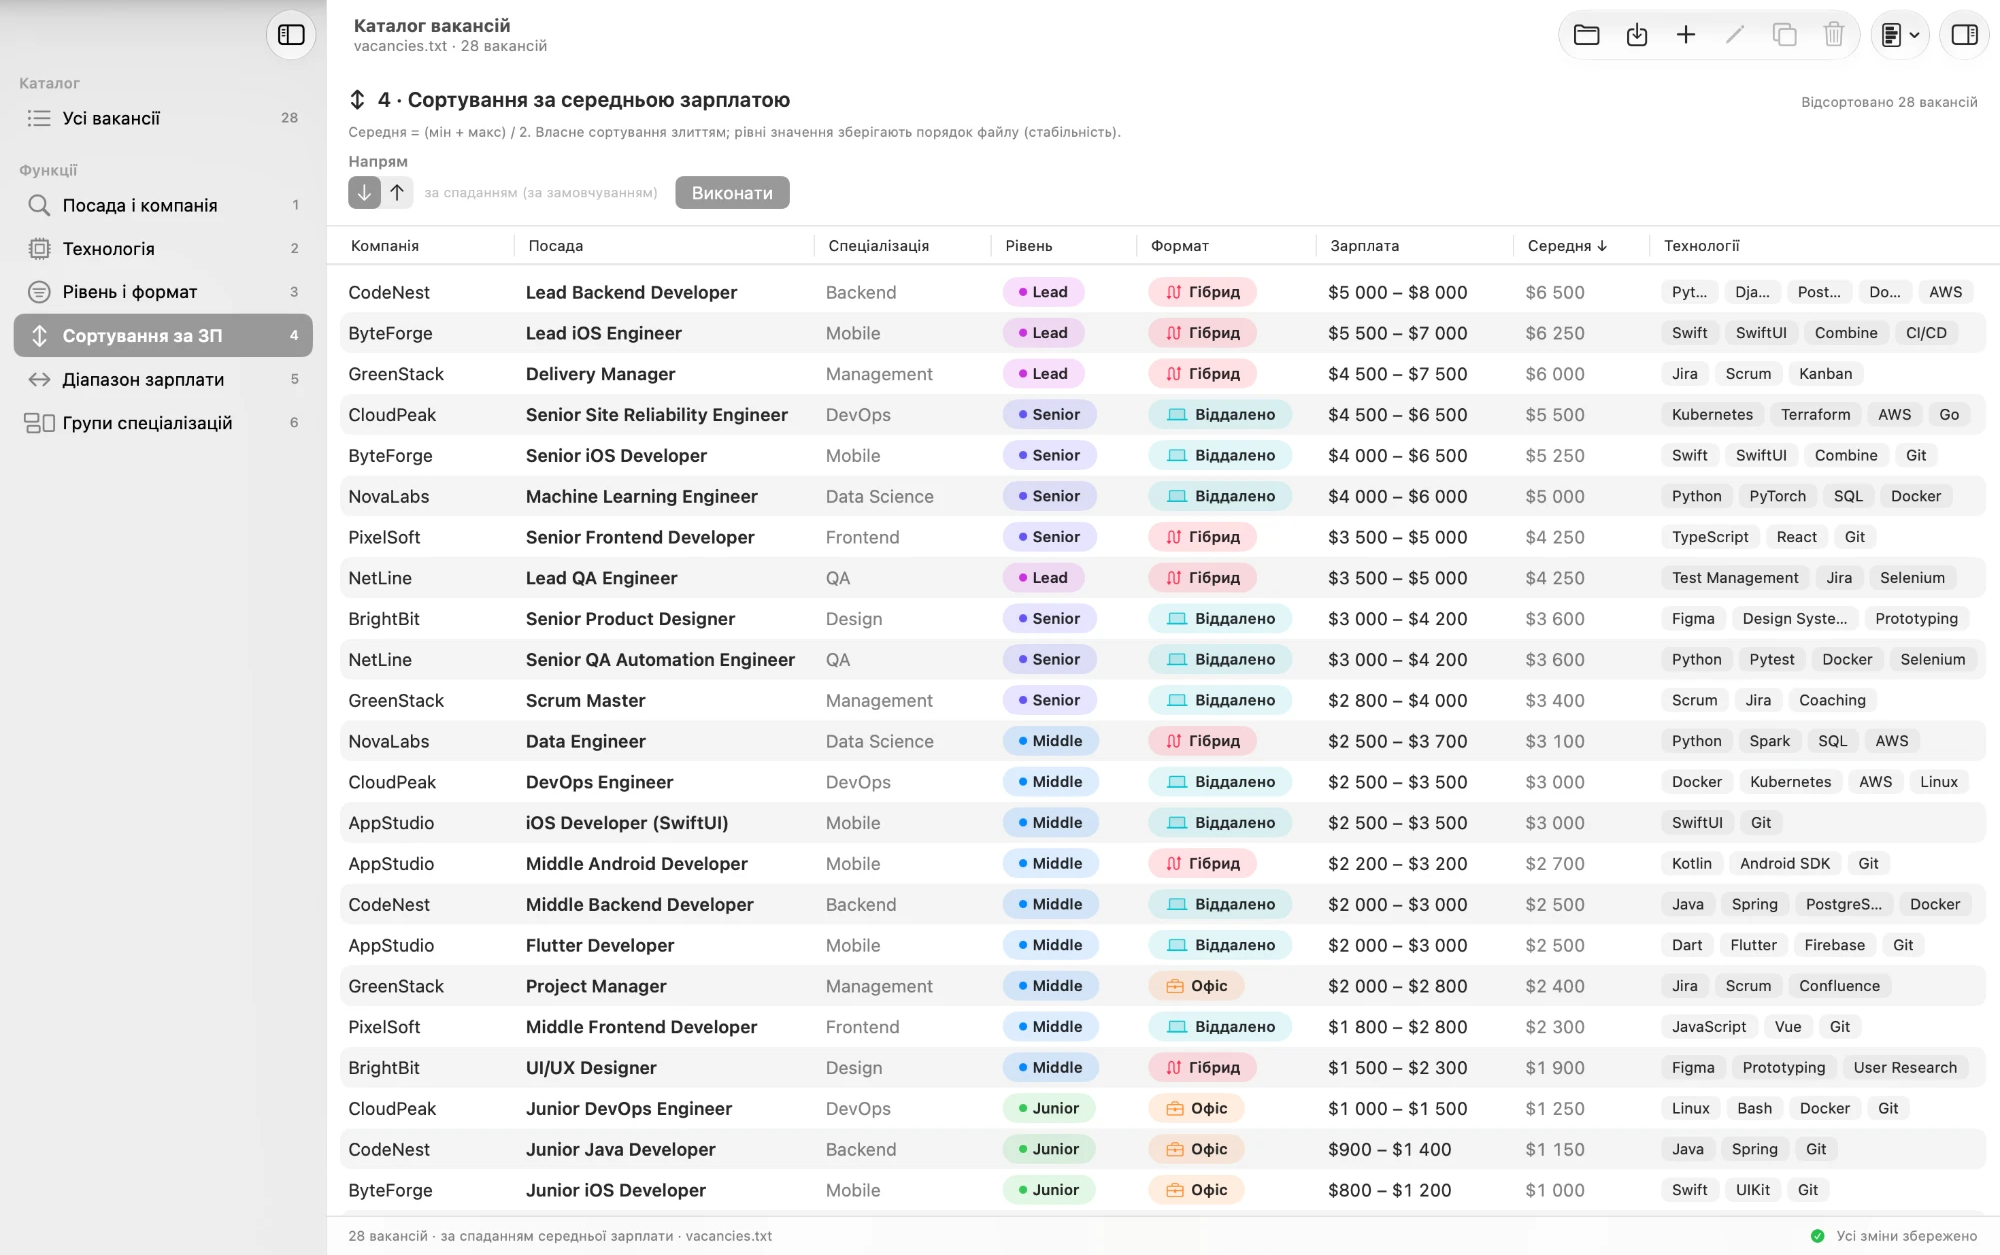 Каталог вакансій
vacancies.txt · 28 вакансій
Каталог
Усі вакансії 28
Функції
Посада і компанія 1
Технологія 2
Рівень і формат 3
Сортування за ЗП 4
Діапазон зарплати 5
Групи спеціалізацій 6
4 · Сортування за середньою зарплатою
Відсортовано 28 вакансій
Середня = (мін + макс) / 2. Власне сортування злиттям; рівні значення зберігають порядок файлу (стабільність).
Напрям
↓ ↑ за спаданням (за замовчуванням) Виконати
Компанія Посада Спеціалізація Рівень Формат Зарплата Середня ↓ Технології
CodeNest Lead Backend Developer Backend Lead Гібрид $5 000 – $8 000 $6 500 Pyt... Dja... Post... Do... AWS
ByteForge Lead iOS Engineer Mobile Lead Гібрид $5 500 – $7 000 $6 250 Swift SwiftUI Combine CI/CD
GreenStack Delivery Manager Management Lead Гібрид $4 500 – $7 500 $6 000 Jira Scrum Kanban
CloudPeak Senior Site Reliability Engineer DevOps Senior Віддалено $4 500 – $6 500 $5 500 Kubernetes Terraform AWS Go
ByteForge Senior iOS Developer Mobile Senior Віддалено $4 000 – $6 500 $5 250 Swift SwiftUI Combine Git
NovaLabs Machine Learning Engineer Data Science Senior Віддалено $4 000 – $6 000 $5 000 Python PyTorch SQL Docker
PixelSoft Senior Frontend Developer Frontend Senior Гібрид $3 500 – $5 000 $4 250 TypeScript React Git
NetLine Lead QA Engineer QA Lead Гібрид $3 500 – $5 000 $4 250 Test Management Jira Selenium
BrightBit Senior Product Designer Design Senior Віддалено $3 000 – $4 200 $3 600 Figma Design Syste... Prototyping
NetLine Senior QA Automation Engineer QA Senior Віддалено $3 000 – $4 200 $3 600 Python Pytest Docker Selenium
GreenStack Scrum Master Management Senior Віддалено $2 800 – $4 000 $3 400 Scrum Jira Coaching
NovaLabs Data Engineer Data Science Middle Гібрид $2 500 – $3 700 $3 100 Python Spark SQL AWS
CloudPeak DevOps Engineer DevOps Middle Віддалено $2 500 – $3 500 $3 000 Docker Kubernetes AWS Linux
AppStudio iOS Developer (SwiftUI) Mobile Middle Віддалено $2 500 – $3 500 $3 000 SwiftUI Git
AppStudio Middle Android Developer Mobile Middle Гібрид $2 200 – $3 200 $2 700 Kotlin Android SDK Git
CodeNest Middle Backend Developer Backend Middle Віддалено $2 000 – $3 000 $2 500 Java Spring PostgreS... Docker
AppStudio Flutter Developer Mobile Middle Віддалено $2 000 – $3 000 $2 500 Dart Flutter Firebase Git
GreenStack Project Manager Management Middle Офіс $2 000 – $2 800 $2 400 Jira Scrum Confluence
PixelSoft Middle Frontend Developer Frontend Middle Віддалено $1 800 – $2 800 $2 300 JavaScript Vue Git
BrightBit UI/UX Designer Design Middle Гібрид $1 500 – $2 300 $1 900 Figma Prototyping User Research
CloudPeak Junior DevOps Engineer DevOps Junior Офіс $1 000 – $1 500 $1 250 Linux Bash Docker Git
CodeNest Junior Java Developer Backend Junior Офіс $900 – $1 400 $1 150 Java Spring Git
ByteForge Junior iOS Developer Mobile Junior Офіс $800 – $1 200 $1 000 Swift UIKit Git
28 вакансій · за спаданням середньої зарплати · vacancies.txt
Усі зміни збережено